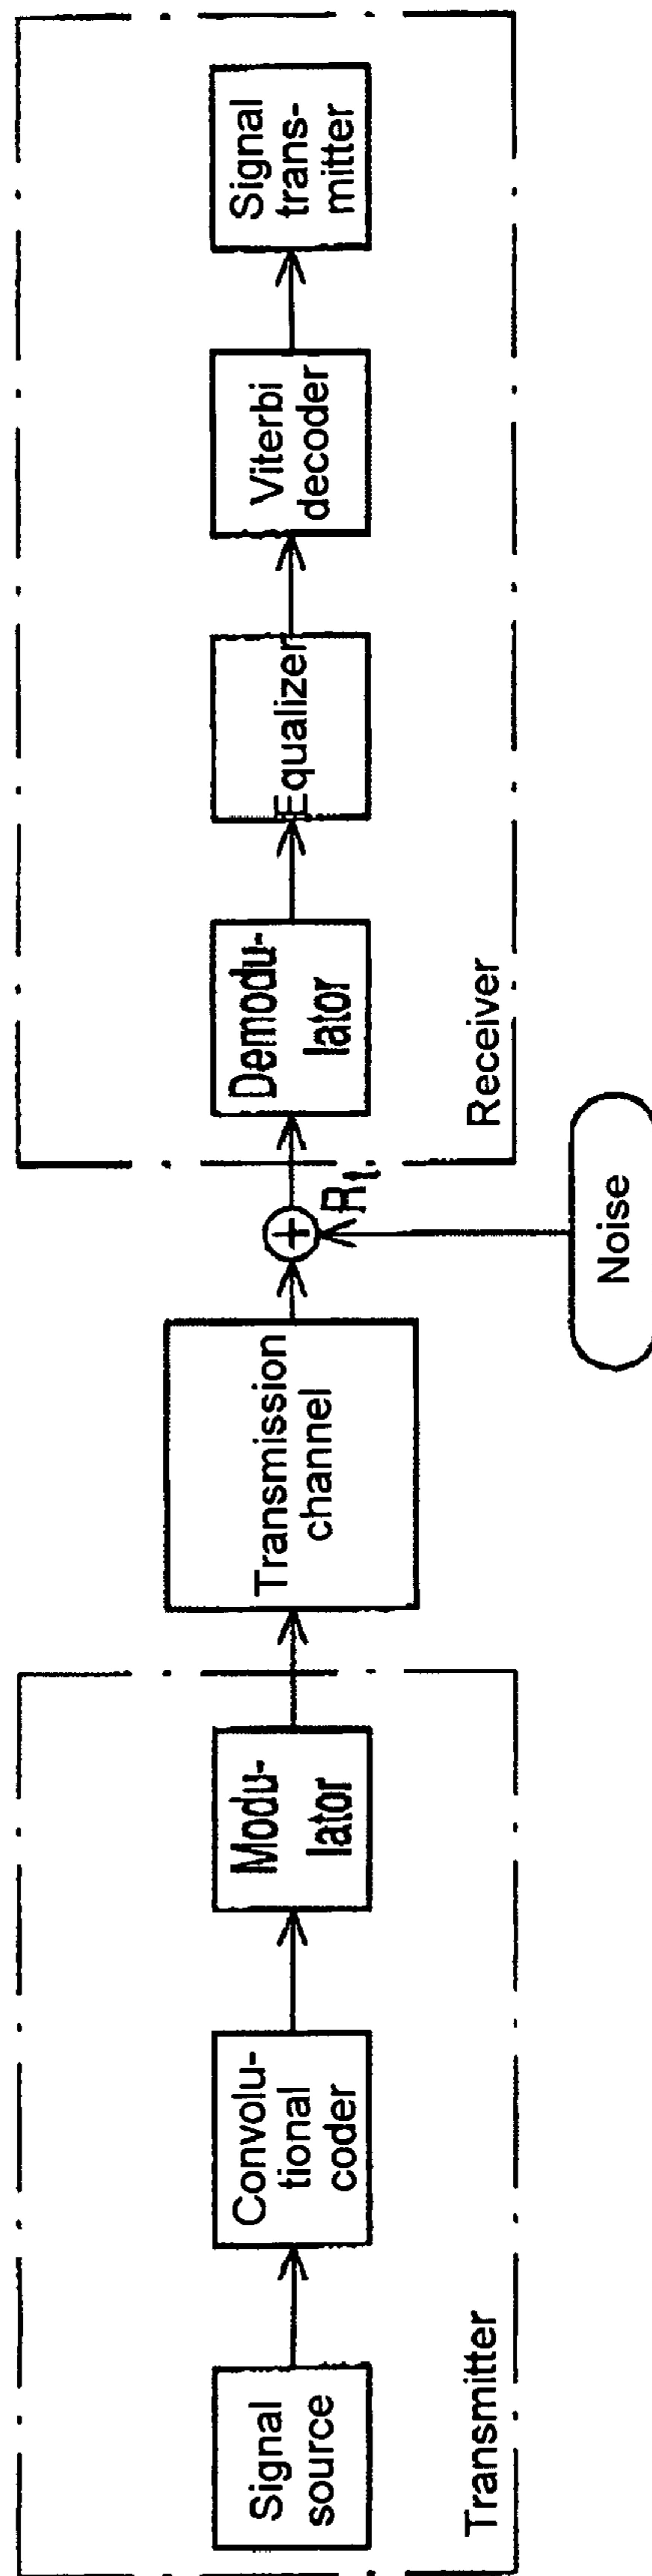 Signal
source
Convolu-
tional
coder
Modu-
lator
Transmitter
Transmission
channel
R_t
Noise
Demodu-
lator
Equalizer
Viterbi
decoder
Signal
trans-
mitter
Receiver